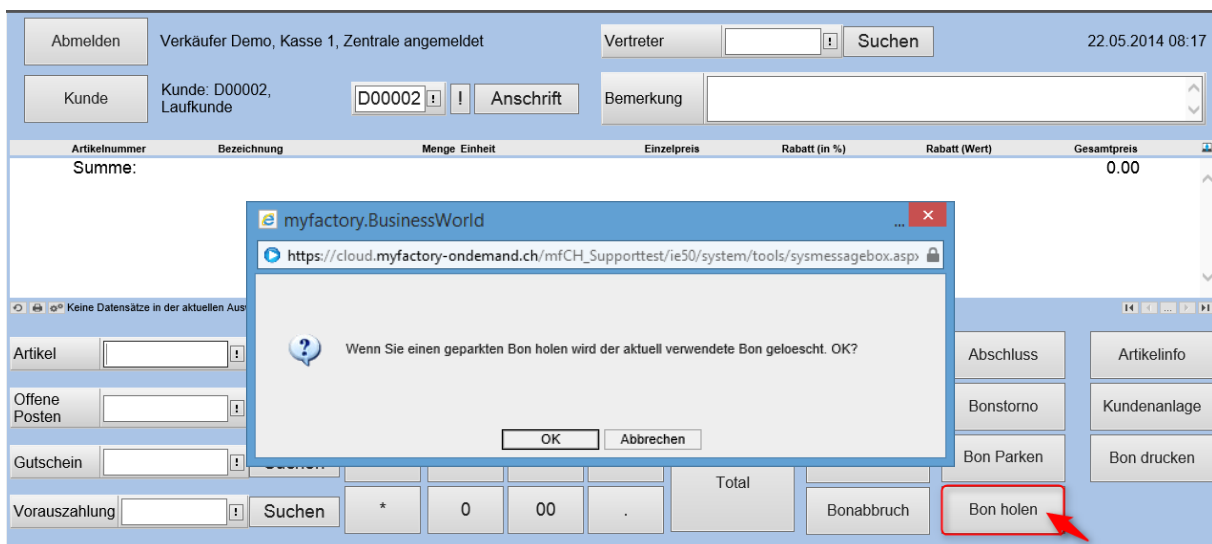 Abmelden
Verkäufer Demo, Kasse 1, Zentrale angemeldet
Vertreter
!
Suchen
22.05.2014 08:17
Kunde
Kunde: D00002,
Laufkunde
D00002
!
!
Anschrift
Bemerkung
Artikelnummer Bezeichnung Menge Einheit Einzelpreis Rabatt (in %) Rabatt (Wert) Gesamtpreis
Summe: 0.00
myfactory.BusinessWorld
...
https://cloud.myfactory-ondemand.ch/mfCH_Supporttest/ie50/system/tools/sysmessagebox.aspx
Wenn Sie einen geparkten Bon holen wird der aktuell verwendete Bon geloescht. OK?
OK
Abbrechen
Keine Datensätze in der aktuellen
...
Artikel
!
Abschluss
Artikelinfo
Offene
Posten
!
Bonstorno
Kundenanlage
Gutschein
!
Bon Parken
Bon drucken
Total
Vorauszahlung
!
Suchen
*
0
00
.
Bonabbruch
Bon holen